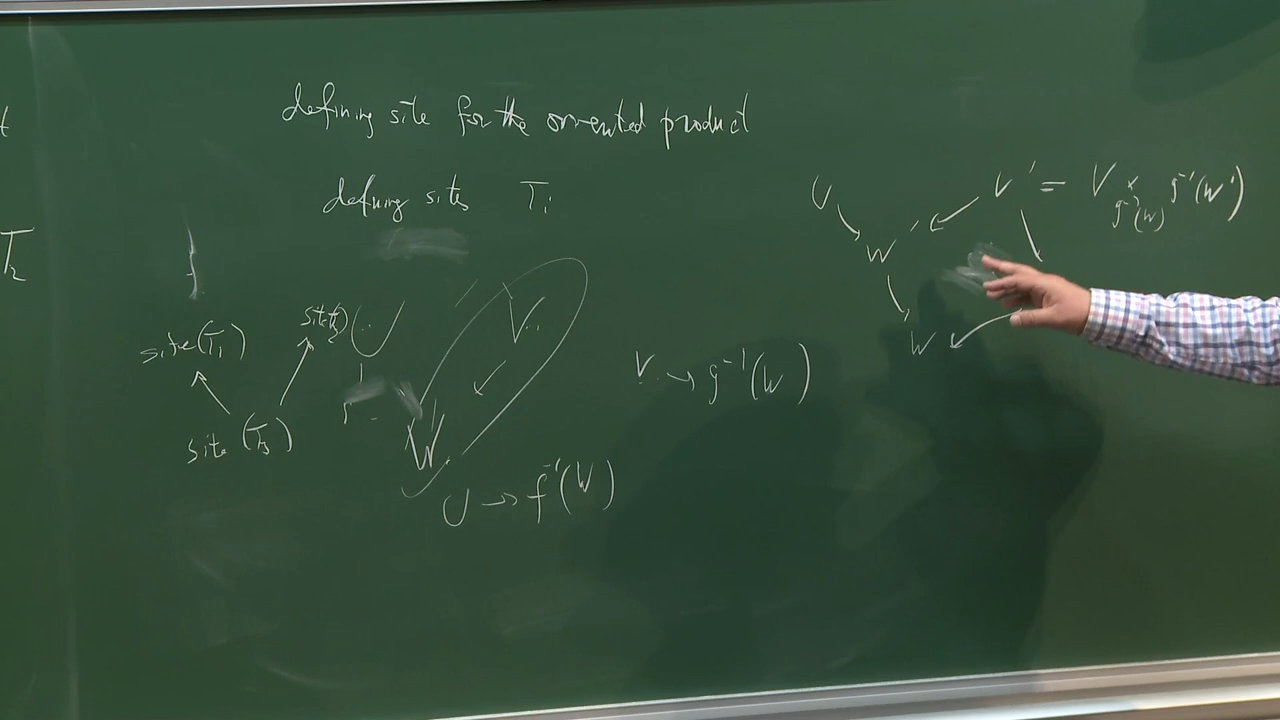 defining site for the oriented product
defining sites T_i
t
T_2
site(T_1) site(T_2)
site(T_3)
U V
W
U → f^{-1}(W)
V → g^{-1}(W)
U V' = V ×_{g^{-1}(W)} g^{-1}(W')
W'
W